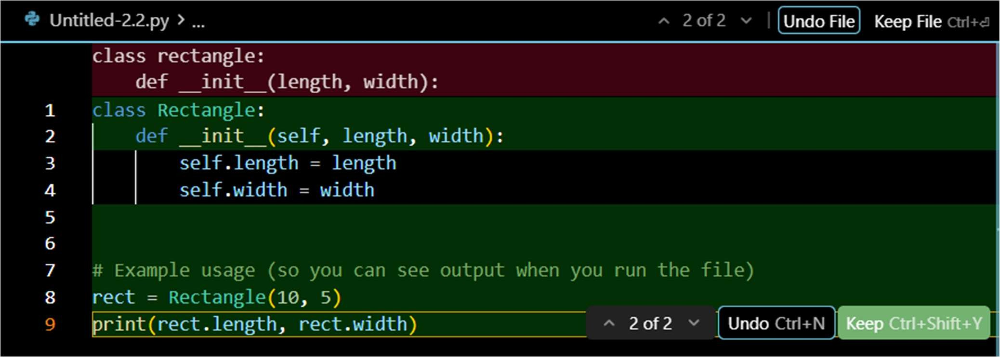 Untitled-2.2.py > ...
2 of 2 | Undo File Keep File Ctrl+⏎
class rectangle:
    def __init__(length, width):
1 class Rectangle:
2     def __init__(self, length, width):
3         self.length = length
4         self.width = width
5
6
7 # Example usage (so you can see output when you run the file)
8 rect = Rectangle(10, 5)
9 print(rect.length, rect.width)
2 of 2 Undo Ctrl+N Keep Ctrl+Shift+Y